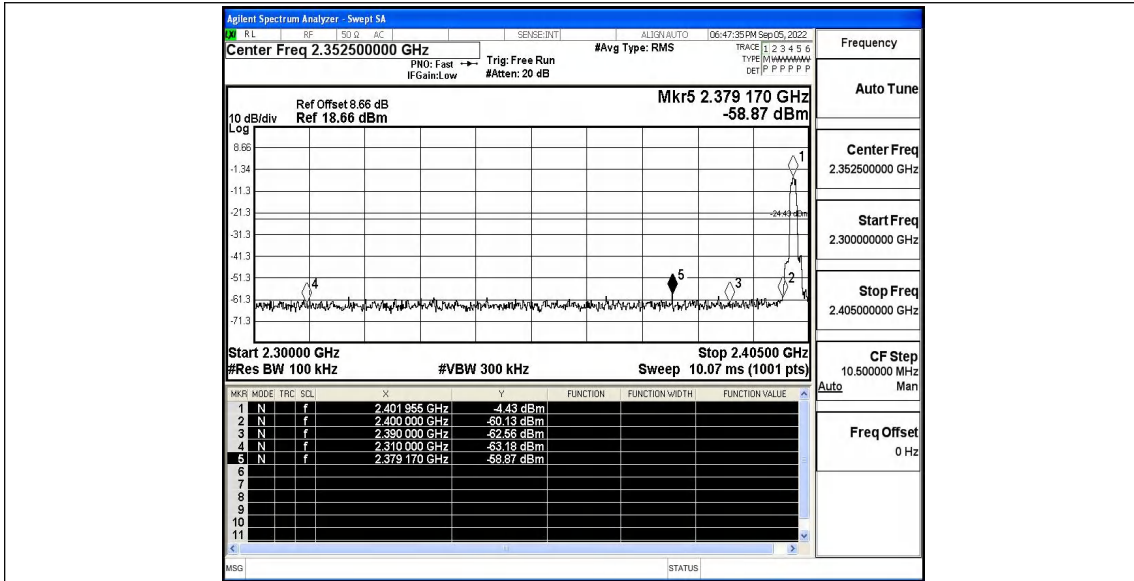 Agilent Spectrum Analyzer - Swept SA
LXI RL RF 50 Ω AC SENSE:INT ALIGN AUTO 06:47:35 PM Sep 05, 2022
Center Freq 2.352500000 GHz #Avg Type: RMS TRACE 1 2 3 4 5 6
PNO: Fast Trig: Free Run TYPE M WWWWW
IFGain:Low #Atten: 20 dB DET P P P P P P
Mkr5 2.379 170 GHz
Ref Offset 8.66 dB
10 dB/div Ref 18.66 dBm -58.87 dBm
Log
8.66
1
-1.34
-11.3
-21.3
-24.43 dBm
-31.3
-41.3
-51.3
4 5 3 2
-61.3
-71.3
Start 2.30000 GHz Stop 2.40500 GHz
#Res BW 100 kHz #VBW 300 kHz Sweep 10.07 ms (1001 pts)
MKR MODE TRC SCL X Y FUNCTION FUNCTION WIDTH FUNCTION VALUE
1 N f 2.401 955 GHz -4.43 dBm
2 N f 2.400 000 GHz -60.13 dBm
3 N f 2.390 000 GHz -62.56 dBm
4 N f 2.310 000 GHz -63.18 dBm
5 N f 2.379 170 GHz -58.87 dBm
6
7
8
9
10
11
MSG STATUS
Frequency
Auto Tune
Center Freq
2.352500000 GHz
Start Freq
2.300000000 GHz
Stop Freq
2.405000000 GHz
CF Step
10.500000 MHz
Auto Man
Freq Offset
0 Hz